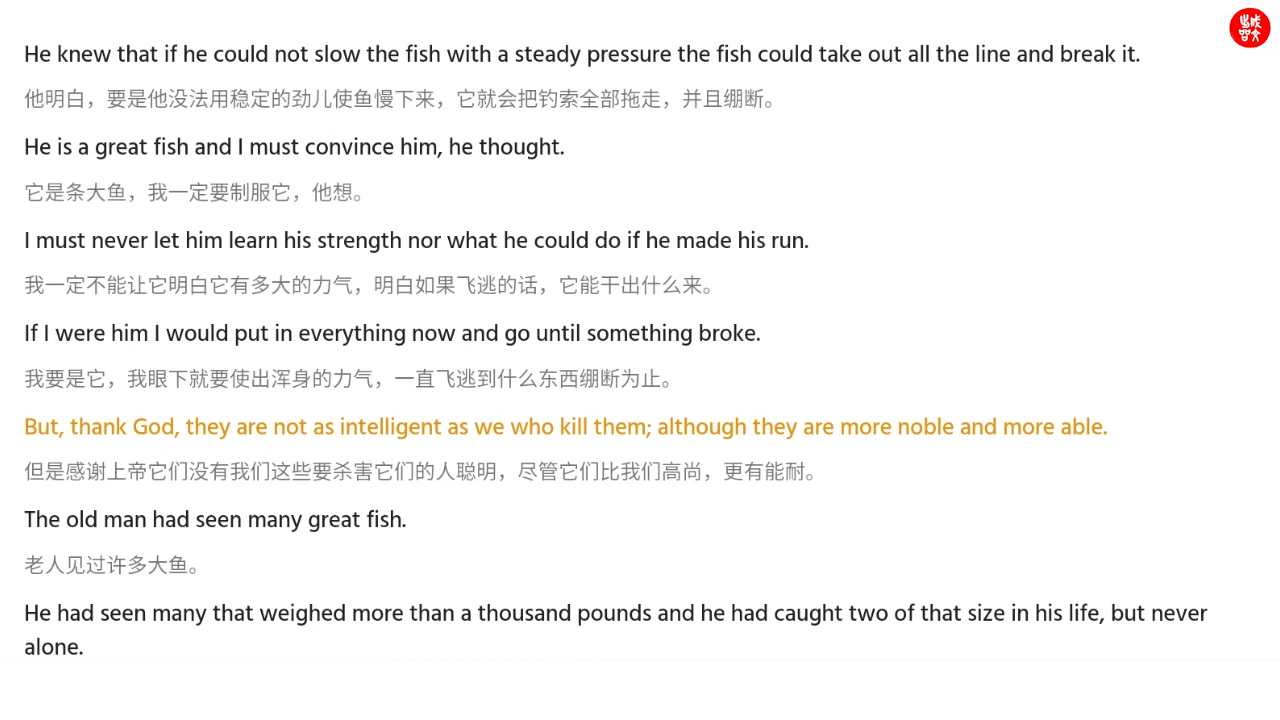 He knew that if he could not slow the fish with a steady pressure the fish could take out all the line and break it.
他明白，要是他没法用稳定的劲儿使鱼慢下来，它就会把钓索全部拖走，并且绷断。
He is a great fish and I must convince him, he thought.
它是条大鱼，我一定要制服它，他想。
I must never let him learn his strength nor what he could do if he made his run.
我一定不能让它明白它有多大的力气，明白如果飞逃的话，它能干出什么来。
If I were him I would put in everything now and go until something broke.
我要是它，我眼下就要使出浑身的力气，一直飞逃到什么东西绷断为止。
But, thank God, they are not as intelligent as we who kill them; although they are more noble and more able.
但是感谢上帝它们没有我们这些要杀害它们的人聪明，尽管它们比我们高尚，更有能耐。
The old man had seen many great fish.
老人见过许多大鱼。
He had seen many that weighed more than a thousand pounds and he had caught two of that size in his life, but never
alone.